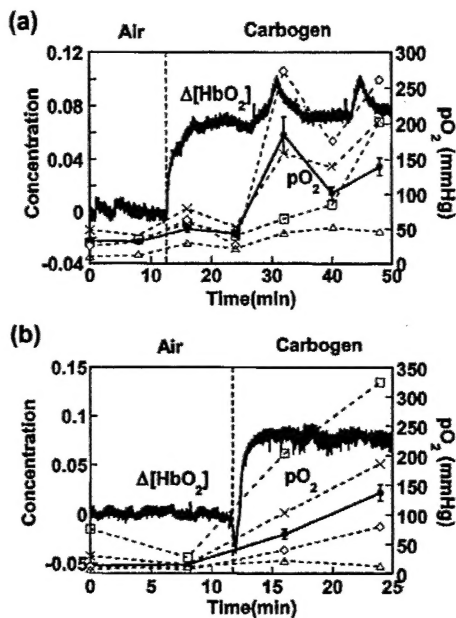 (a)
Air Carbogen
0.12 300
250
0.08 200
0.04 150
100
0 50
-0.04 0
Concentration
Δ[HbO₂]
pO₂
pO₂ (mmHg)
0 10 20 30 40 50
Time(min)
(b)
Air Carbogen
0.15 350
300
0.1 250
200
0.05 150
0 100
50
-0.05 0
Concentration
Δ[HbO₂]
pO₂
pO₂ (mmHg)
0 5 10 15 20 25
Time(min)